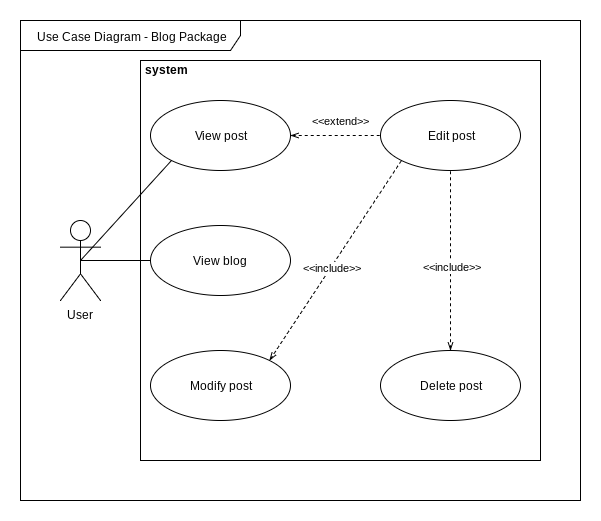 Use Case Diagram - Blog Package
system
View post
<<extend>>
Edit post
View blog
<<include>>
<<include>>
User
Modify post
Delete post